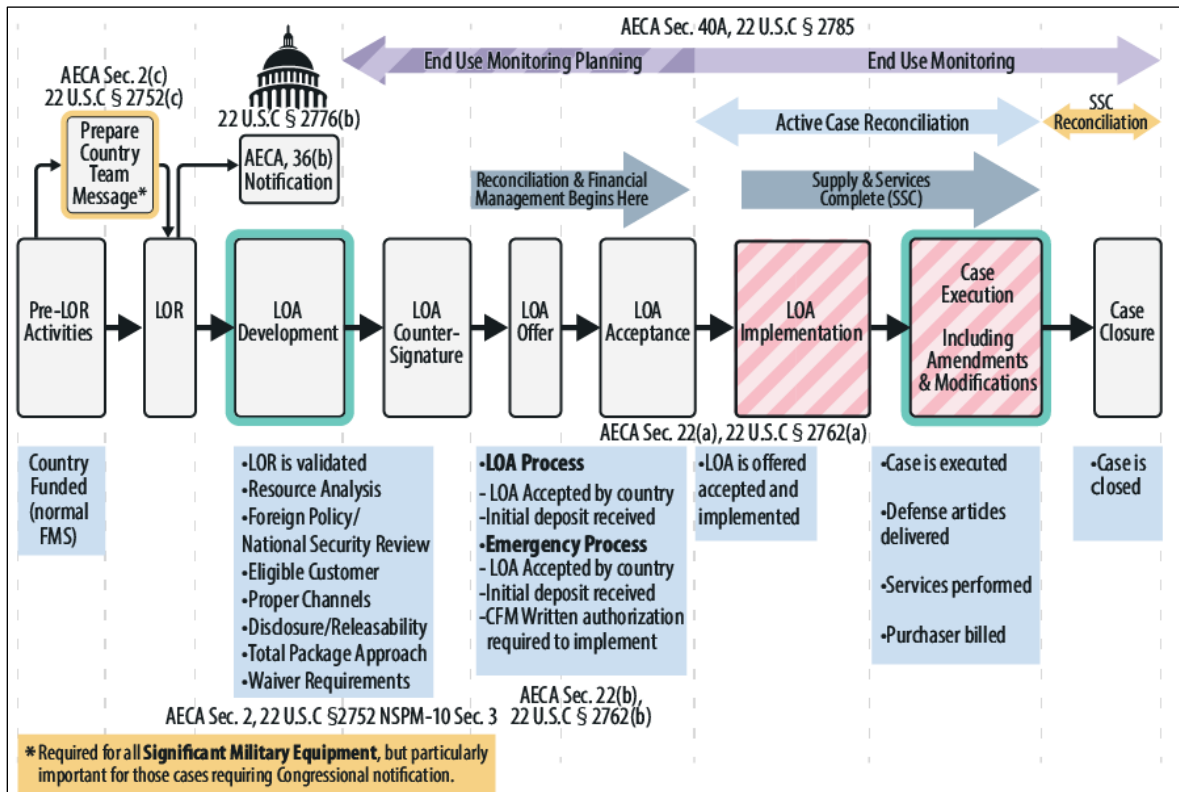 AECA Sec. 40A, 22 U.S.C § 2785
End Use Monitoring Planning
End Use Monitoring
AECA Sec. 2(c)
22 U.S.C § 2752(c)
Prepare
Country
Team
Message*
22 U.S.C § 2776(b)
AECA, 36(b)
Notification
Active Case Reconciliation
SSC
Reconciliation
Reconciliation & Financial
Management Begins Here
Supply & Services
Complete (SSC)
Pre-LOR
Activities
LOR
LOA
Development
LOA
Counter-
Signature
LOA
Offer
LOA
Acceptance
LOA
Implementation
Case
Execution
Including
Amendments
& Modifications
Case
Closure
AECA Sec. 22(a), 22 U.S.C § 2762(a)
Country
Funded
(normal
FMS)
•LOR is validated
•Resource Analysis
•Foreign Policy/
National Security Review
•Eligible Customer
•Proper Channels
•Disclosure/Releasability
•Total Package Approach
•Waiver Requirements
•LOA Process
- LOA Accepted by country
-Initial deposit received
•Emergency Process
- LOA Accepted by country
-Initial deposit received
-CFM Written authorization
required to implement
•LOA is offered
accepted and
implemented
•Case is executed
•Defense articles
delivered
•Services performed
•Purchaser billed
•Case is
closed
AECA Sec. 2, 22 U.S.C §2752 NSPM-10 Sec. 3
AECA Sec. 22(b),
22 U.S.C § 2762(b)
* Required for all Significant Military Equipment, but particularly
important for those cases requiring Congressional notification.